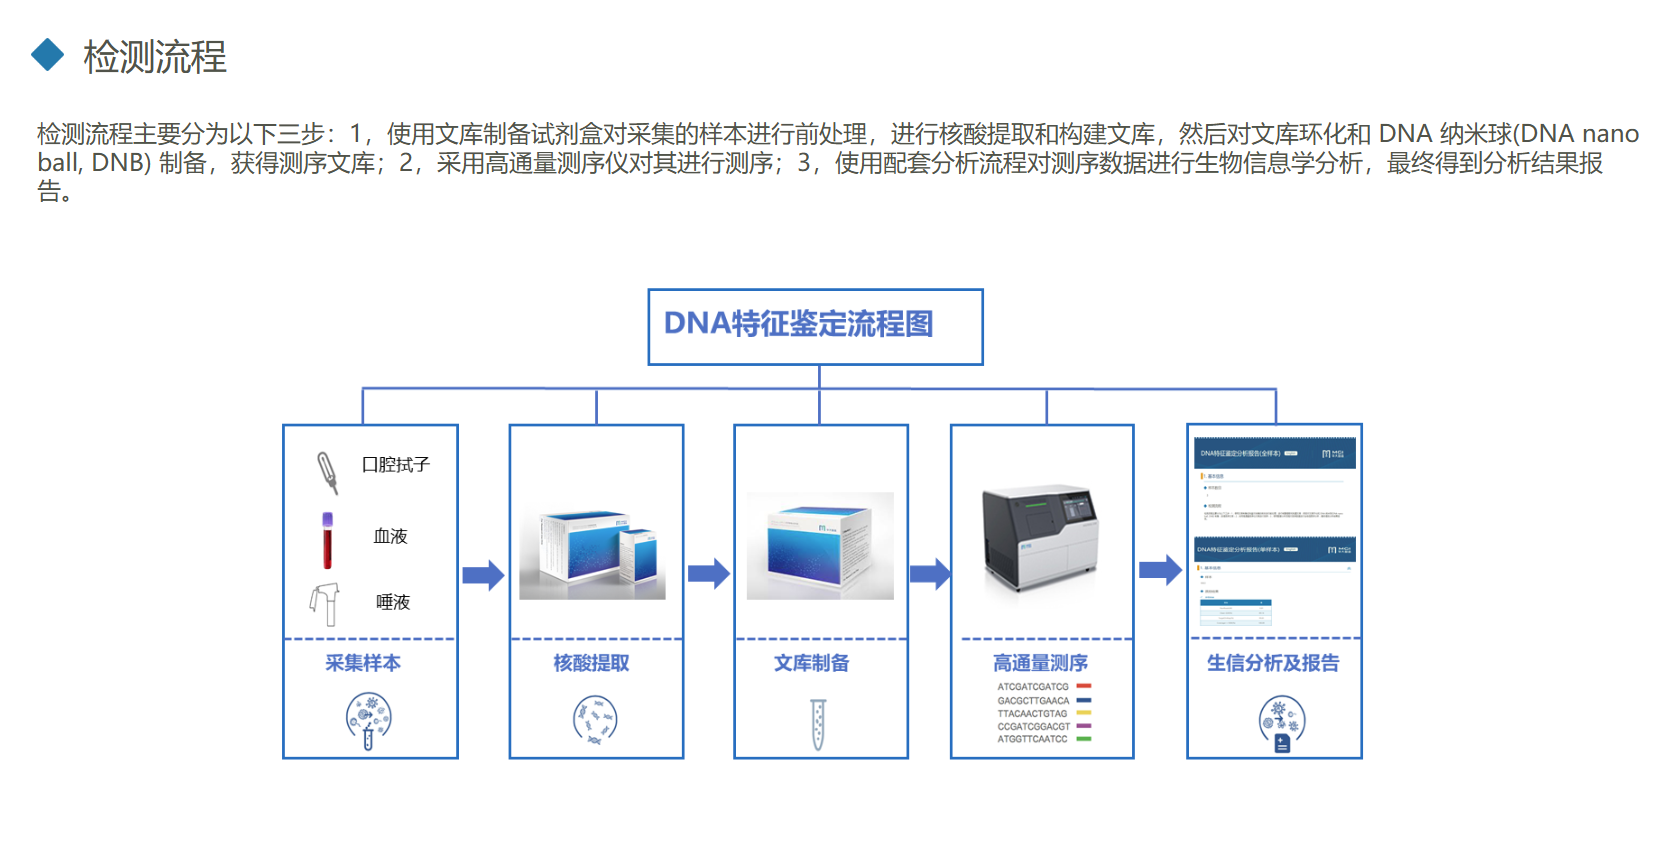 检测流程
检测流程主要分为以下三步：1，使用文库制备试剂盒对采集的样本进行前处理，进行核酸提取和构建文库，然后对文库环化和 DNA 纳米球(DNA nano
ball, DNB) 制备，获得测序文库；2，采用高通量测序仪对其进行测序；3，使用配套分析流程对测序数据进行生物信息学分析，最终得到分析结果报
告。
DNA特征鉴定流程图
口腔拭子
血液
唾液
采集样本
核酸提取
文库制备
高通量测序
ATCGATCGATCG
GACGCTTGAACA
TTACAACTGTAG
CCGATCGGACGT
ATGGTTCAATCC
DNA特征鉴定分析报告(全样本)
1. 基本信息
DNA特征鉴定分析报告(单样本)
1. 基本信息
生信分析及报告